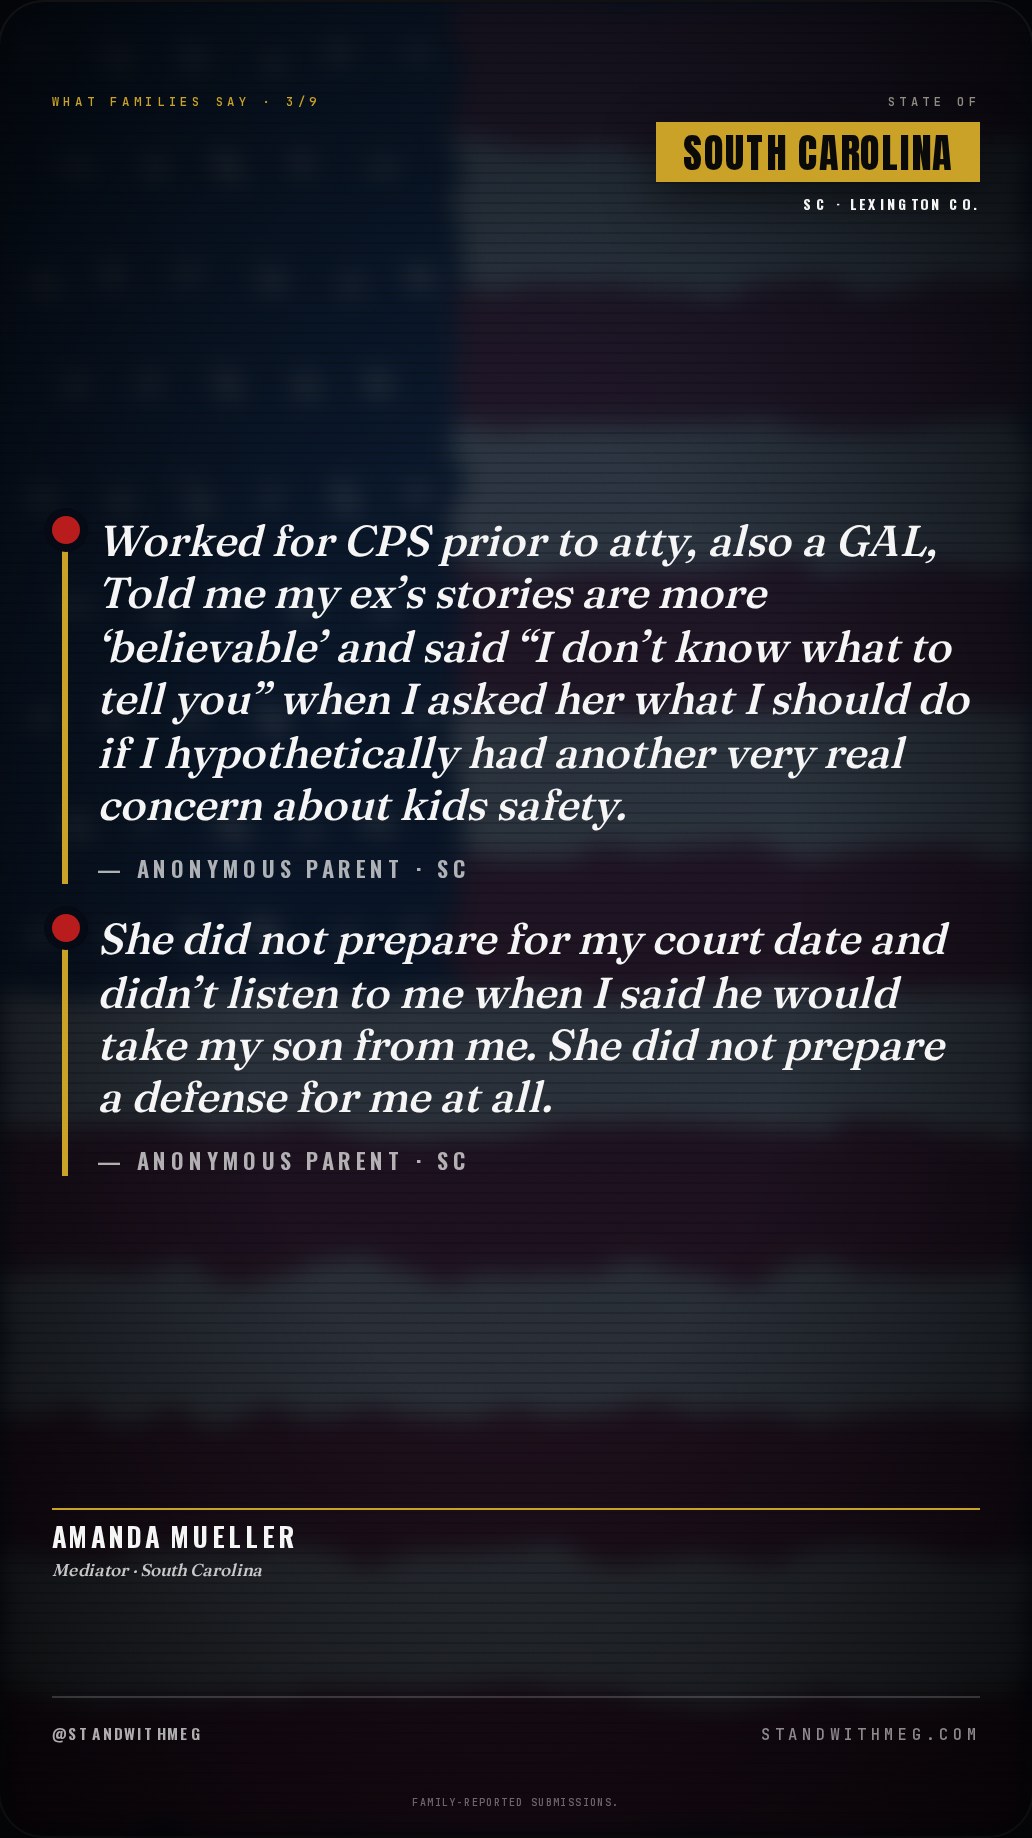 WHAT FAMILIES SAY · 3/9
STATE OF
SOUTH CAROLINA
SC · LEXINGTON CO.
Worked for CPS prior to atty, also a GAL,
Told me my ex’s stories are more
‘believable’ and said “I don’t know what to
tell you” when I asked her what I should do
if I hypothetically had another very real
concern about kids safety.
— ANONYMOUS PARENT · SC
She did not prepare for my court date and
didn’t listen to me when I said he would
take my son from me. She did not prepare
a defense for me at all.
— ANONYMOUS PARENT · SC
AMANDA MUELLER
Mediator · South Carolina
@STANDWITHMEG
STANDWITHMEG.COM
FAMILY-REPORTED SUBMISSIONS.